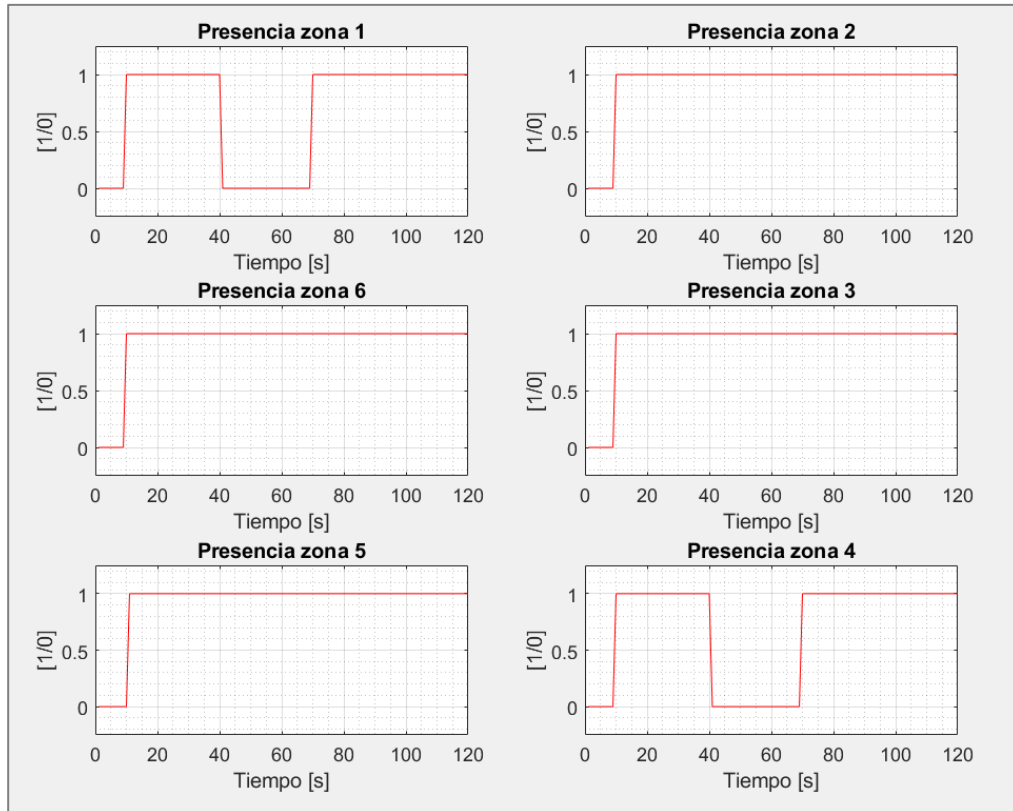 Presencia zona 1
[1/0]
1
0.5
0
0 20 40 60 80 100 120
Tiempo [s]
Presencia zona 2
[1/0]
1
0.5
0
0 20 40 60 80 100 120
Tiempo [s]
Presencia zona 6
[1/0]
1
0.5
0
0 20 40 60 80 100 120
Tiempo [s]
Presencia zona 3
[1/0]
1
0.5
0
0 20 40 60 80 100 120
Tiempo [s]
Presencia zona 5
[1/0]
1
0.5
0
0 20 40 60 80 100 120
Tiempo [s]
Presencia zona 4
[1/0]
1
0.5
0
0 20 40 60 80 100 120
Tiempo [s]